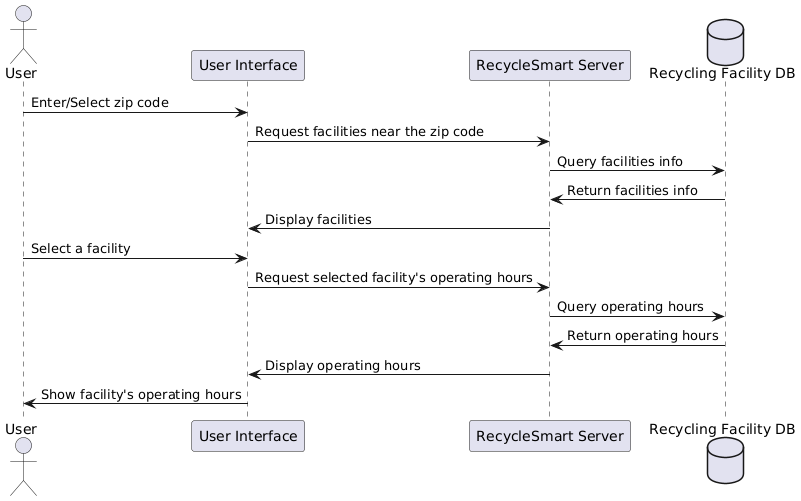 User
User Interface
RecycleSmart Server
Recycling Facility DB
Enter/Select zip code
Request facilities near the zip code
Query facilities info
Return facilities info
Display facilities
Select a facility
Request selected facility's operating hours
Query operating hours
Return operating hours
Display operating hours
Show facility's operating hours
User
User Interface
RecycleSmart Server
Recycling Facility DB